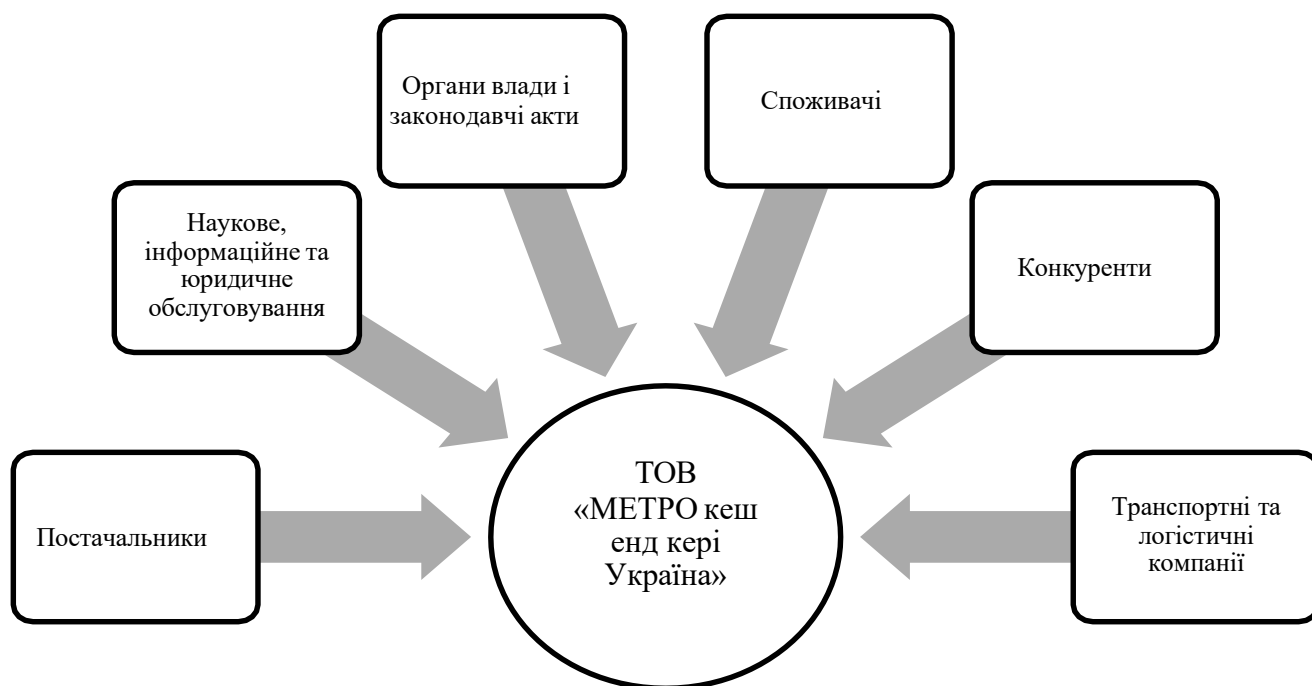 Органи влади і
законодавчі акти
Споживачі
Наукове,
інформаційне та
юридичне
обслуговування
Конкуренти
Постачальники
ТОВ
«МЕТРО кеш
енд кері
Україна»
Транспортні та
логістичні
компанії